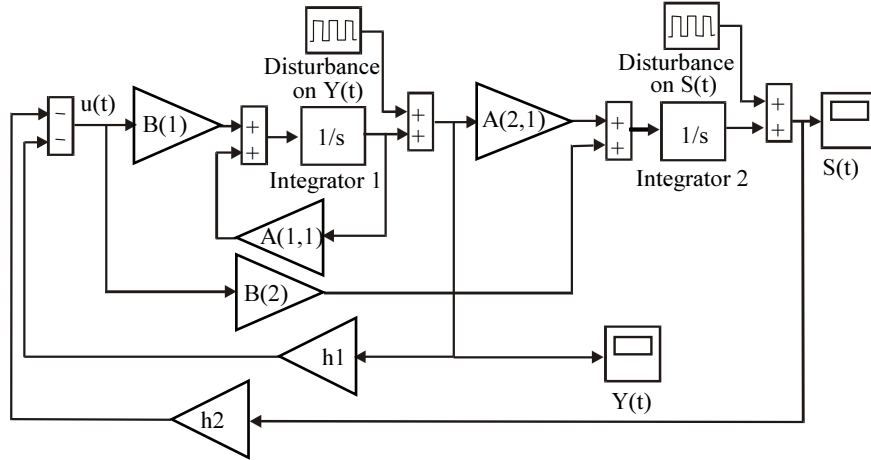 Disturbance
on Y(t)
Disturbance
on S(t)
u(t)
−
−
B(1)
+
+
1/s
Integrator 1
+
+
A(2,1)
+
+
1/s
Integrator 2
+
+
S(t)
A(1,1)
B(2)
h1
Y(t)
h2